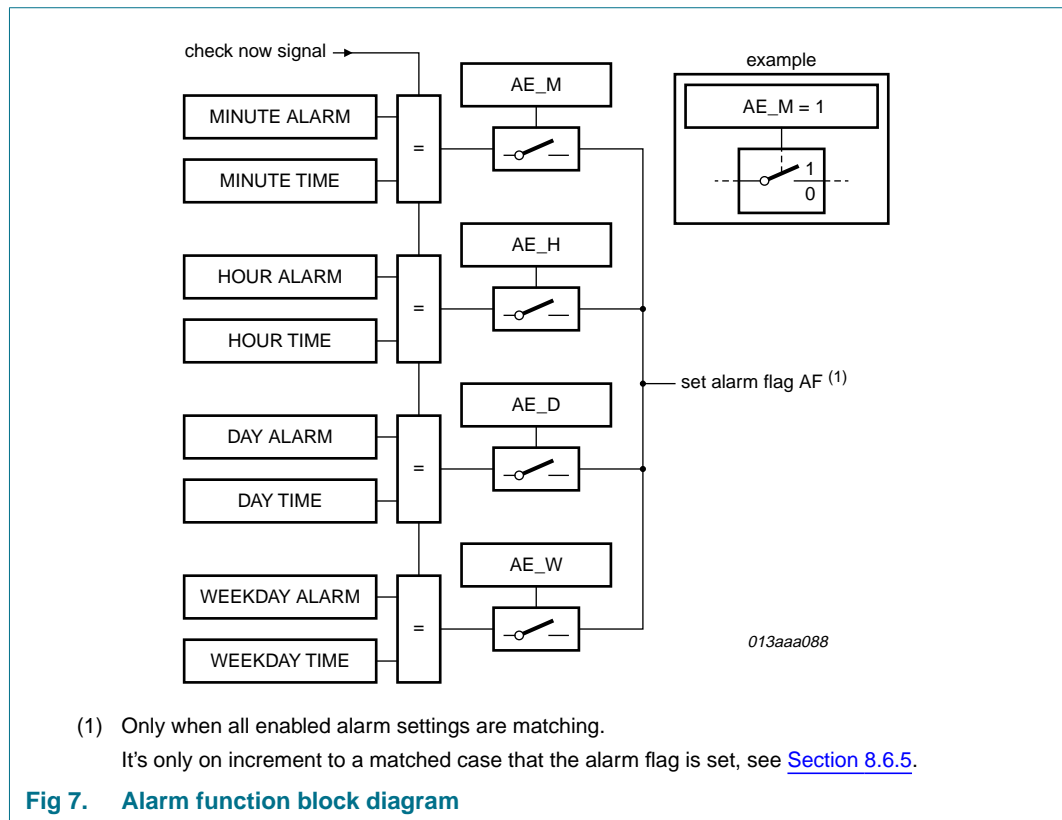 check now signal
example
AE_M
AE_M = 1
MINUTE ALARM
=
1
MINUTE TIME
0
AE_H
HOUR ALARM
=
HOUR TIME
set alarm flag AF (1)
AE_D
DAY ALARM
=
DAY TIME
AE_W
WEEKDAY ALARM
=
WEEKDAY TIME
013aaa088
(1) Only when all enabled alarm settings are matching.
It's only on increment to a matched case that the alarm flag is set, see Section 8.6.5.
Fig 7. Alarm function block diagram